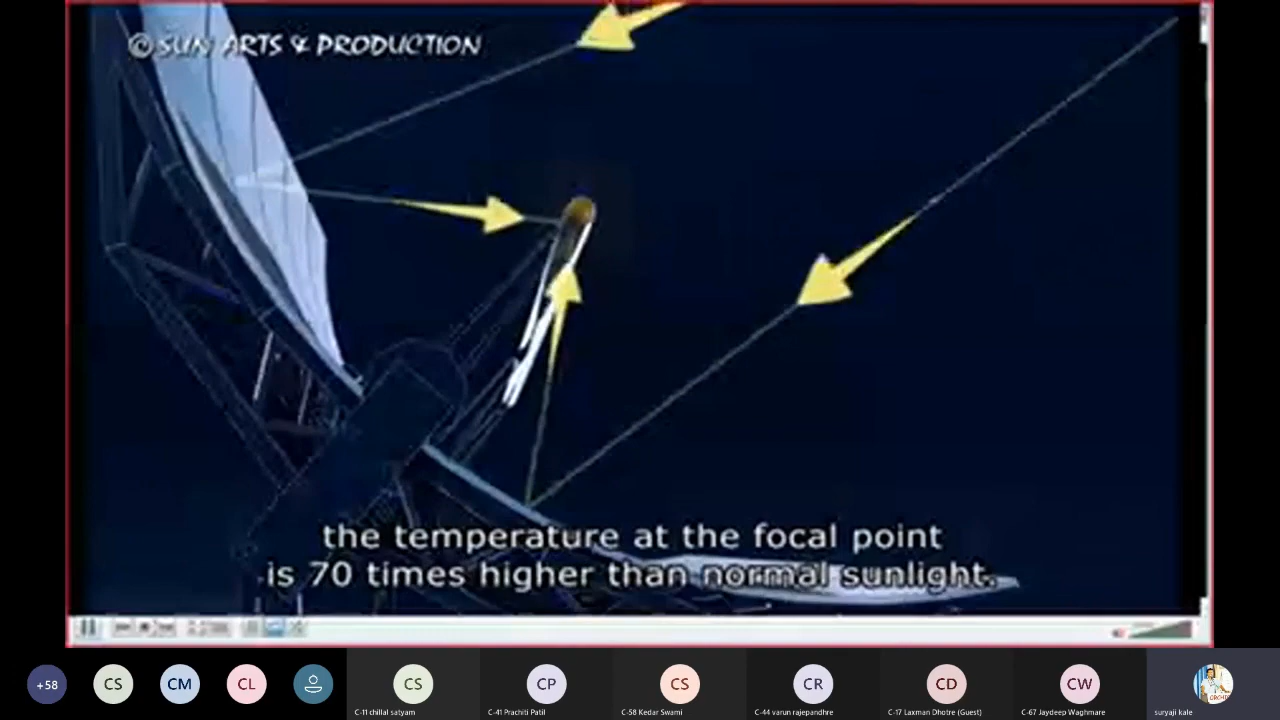 © SUN ARTS & PRODUCTION
the temperature at the focal point
is 70 times higher than normal sunlight.
+58
CS
CM
CL
CS
CP
CS
CR
CD
CW
C-11 chillal satyam
C-41 Prachiti Patil
C-58 Kedar Swami
C-44 varun rajepandhre
C-17 Laxman Dhotre (Guest)
C-67 Jaydeep Waghmare
suryaji kale